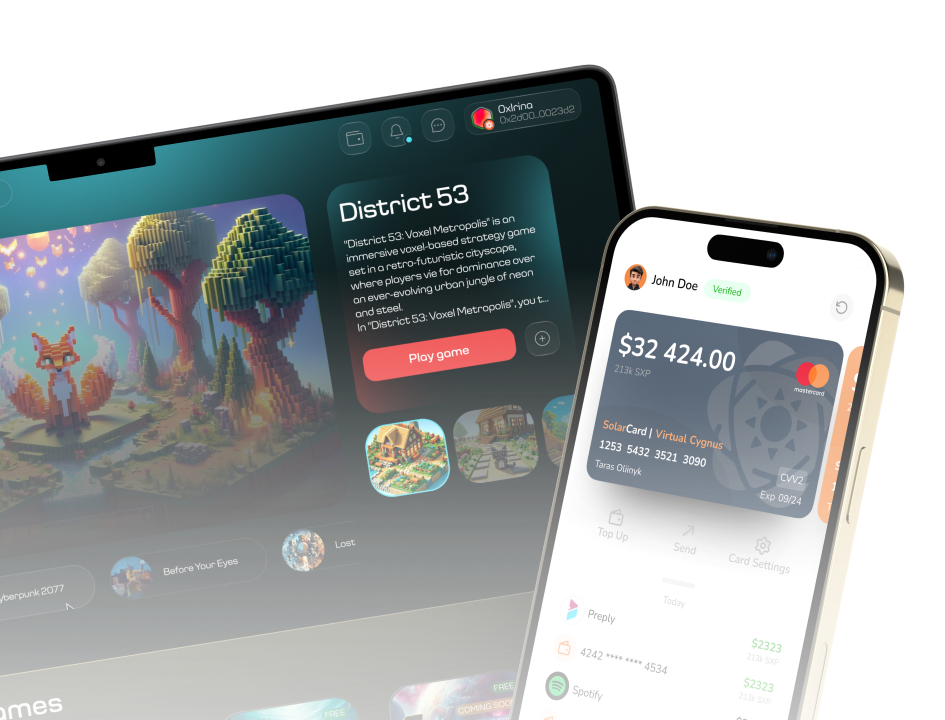 0xIrina
0x2d00...0023d2
District 53
"District 53: Voxel Metropolis" is an
immersive voxel-based strategy game
set in a retro-futuristic cityscape,
where players vie for dominance over
an ever-evolving urban jungle of neon
and steel.
In "District 53: Voxel Metropolis", you t...
Play game
Before Your Eyes
Lost
yberpunk 2077
ames
FREE
FREE
COMING SOON
John Doe
Verified
$32 424.00
213k SXP
mastercard
SolarCard | Virtual Cygnus
1253 5432 3521 3090
Taras Oliinyk
CVV2
Exp 09/24
Top Up
Send
Card Settings
Today
Preply
$2323
213k SXP
4242 **** **** 4534
$2323
213k SXP
Spotify